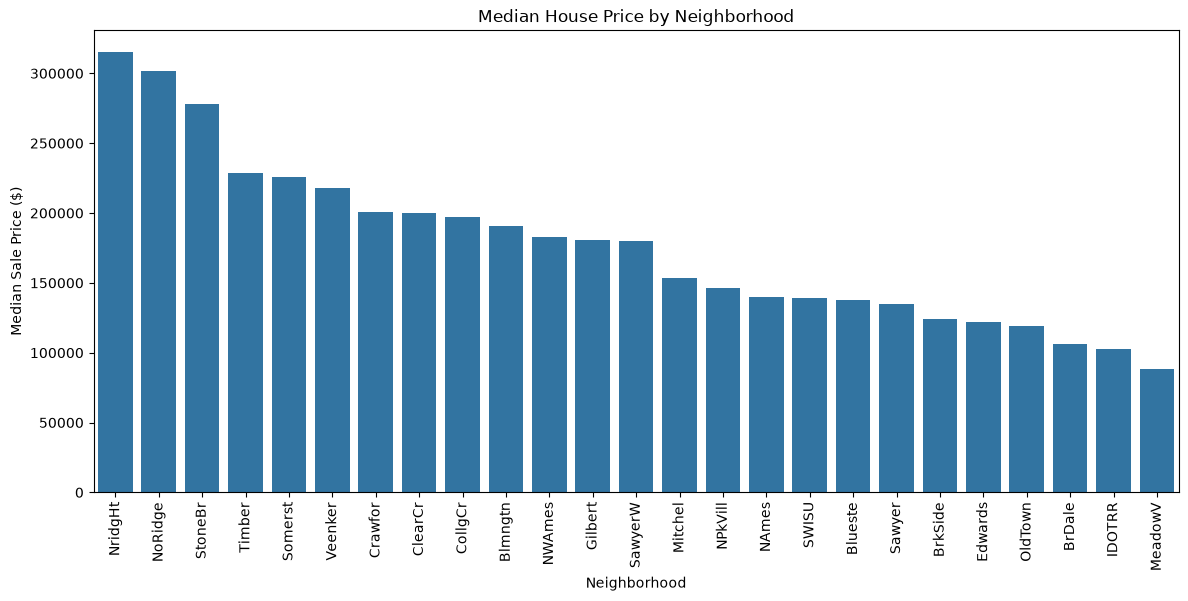 Median House Price by Neighborhood
Median Sale Price ($)
300000
250000
200000
150000
100000
50000
0
NridgHt
NoRidge
StoneBr
Timber
Somerst
Veenker
Crawfor
ClearCr
CollgCr
Blmngtn
NWAmes
Gilbert
SawyerW
Mitchel
NPkVill
NAmes
SWISU
Blueste
Sawyer
BrkSide
Edwards
OldTown
BrDale
IDOTRR
MeadowV
Neighborhood